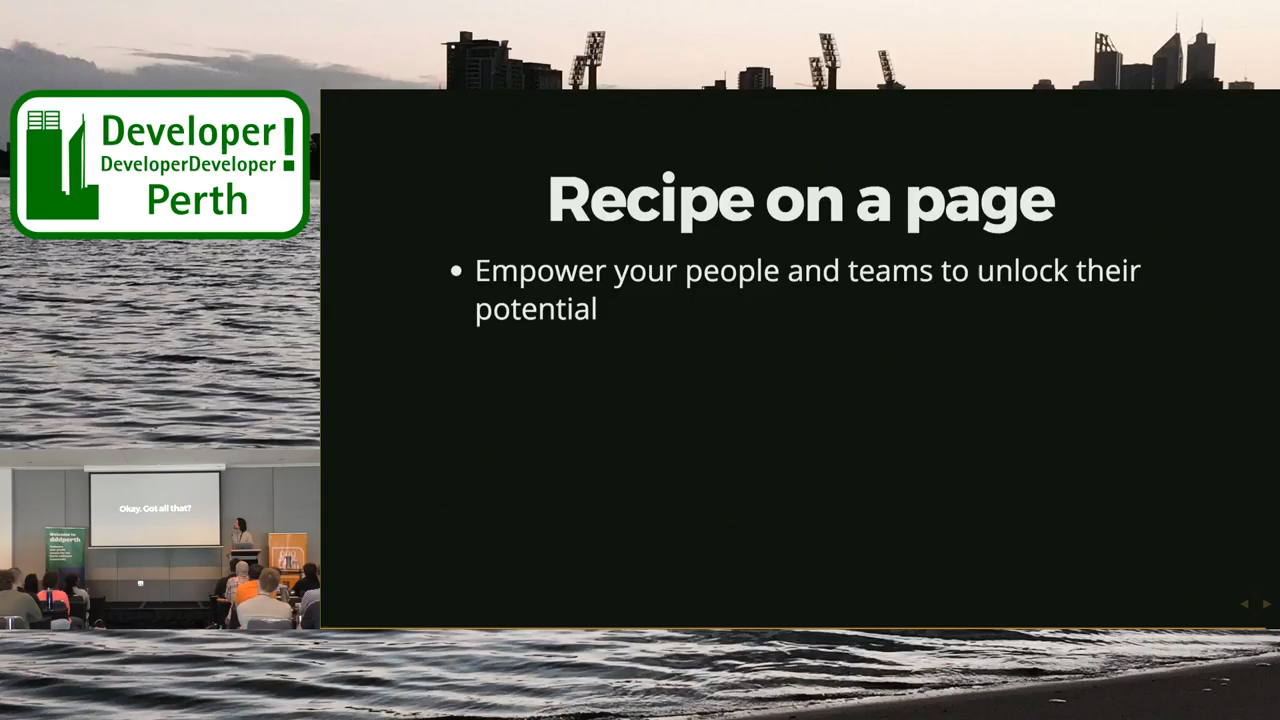 Developer!
DeveloperDeveloper
Perth
Recipe on a page
• Empower your people and teams to unlock their
potential
Okay. Got all that?
Welcome to
dddperth